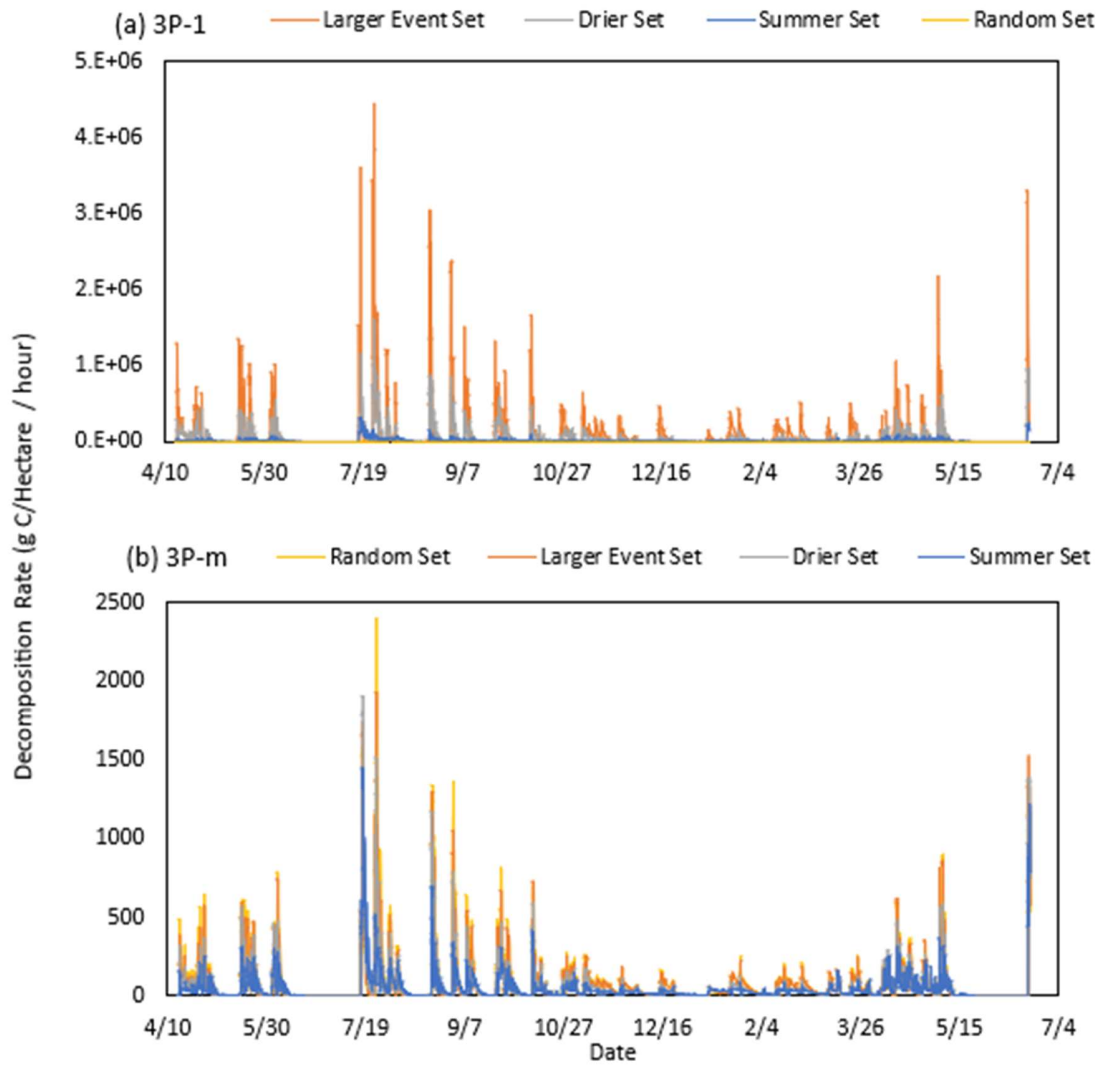 (a) 3P-1 Larger Event Set Drier Set Summer Set Random Set
5.E+06
4.E+06
3.E+06
2.E+06
1.E+06
0.E+00
4/10 5/30 7/19 9/7 10/27 12/16 2/4 3/26 5/15 7/4
Decomposition Rate (g C/Hectare / hour)
(b) 3P-m Random Set Larger Event Set Drier Set Summer Set
2500
2000
1500
1000
500
0
4/10 5/30 7/19 9/7 10/27 12/16 2/4 3/26 5/15 7/4
Date